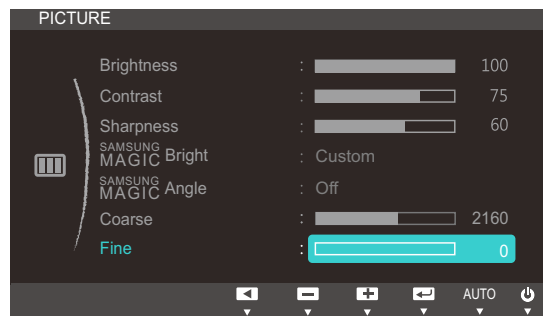 PICTURE
Brightness : 100
Contrast : 75
Sharpness : 60
SAMSUNG MAGIC Bright : Custom
SAMSUNG MAGIC Angle : Off
Coarse : 2160
Fine : 0
AUTO